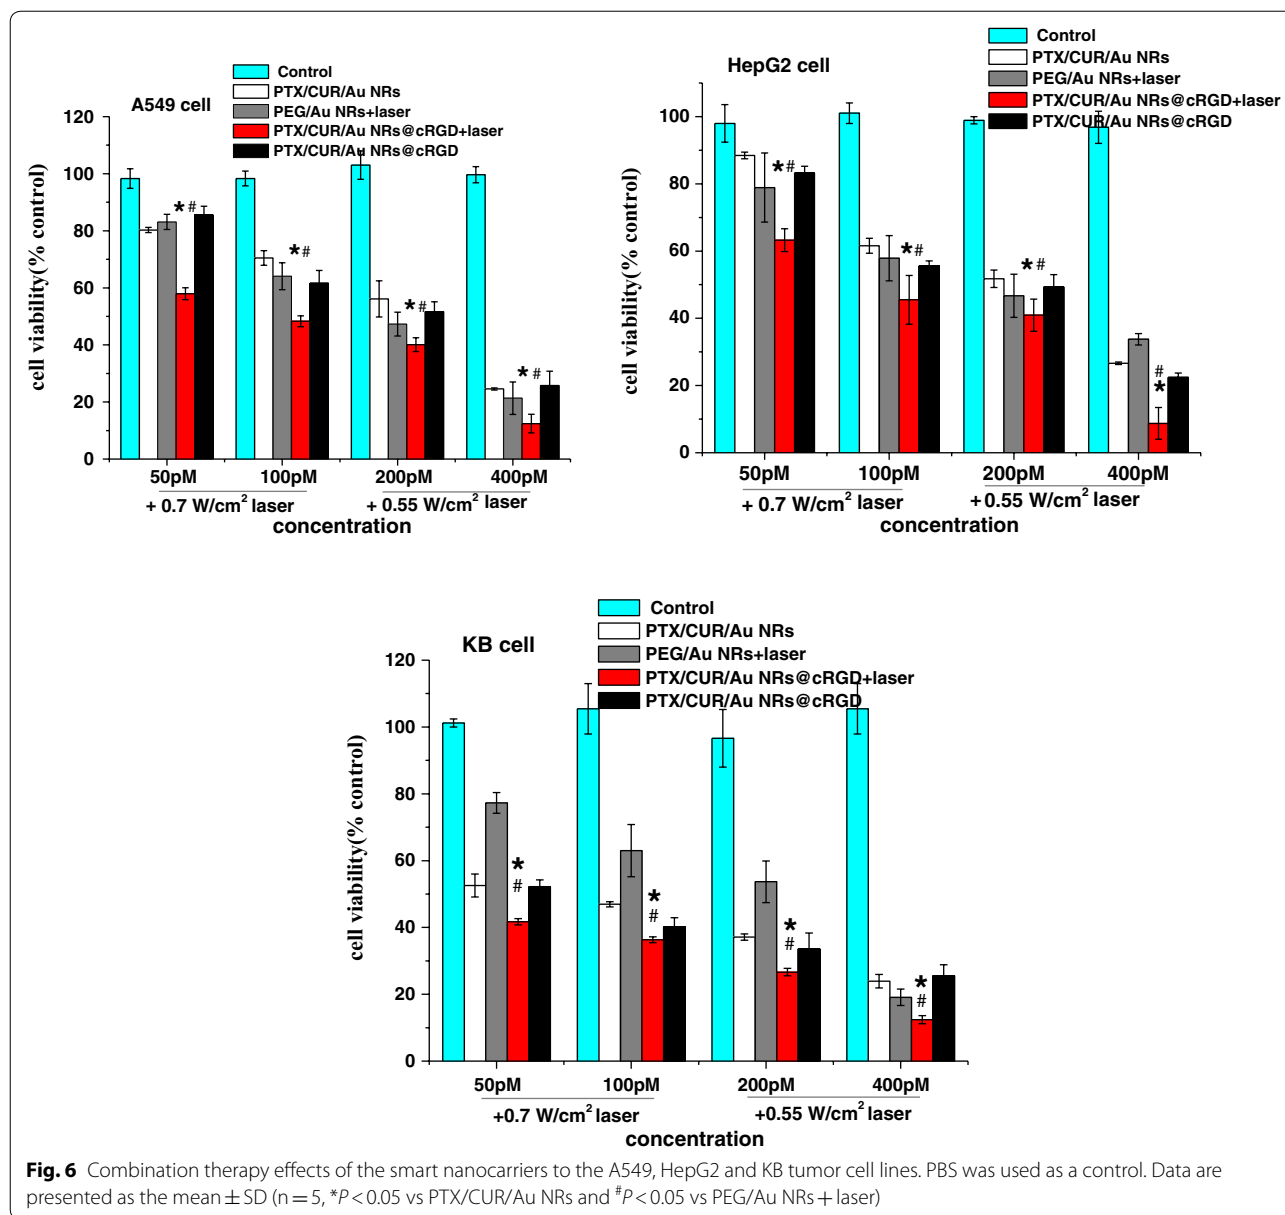 A549 cell
Control
PTX/CUR/Au NRs
PEG/Au NRs+laser
PTX/CUR/Au NRs@cRGD+laser
PTX/CUR/Au NRs@cRGD
cell viability(% control)
120
100
80
60
40
20
0
* #
* #
* #
* #
50pM 100pM 200pM 400pM
+ 0.7 W/cm² laser + 0.55 W/cm² laser
concentration
HepG2 cell
Control
PTX/CUR/Au NRs
PEG/Au NRs+laser
PTX/CUR/Au NRs@cRGD+laser
PTX/CUR/Au NRs@cRGD
cell viability(% control)
100
80
60
40
20
0
* #
* #
* #
#
*
50pM 100pM 200pM 400pM
+ 0.7 W/cm² laser +0.55 W/cm² laser
concentration
KB cell
Control
PTX/CUR/Au NRs
PEG/Au NRs+laser
PTX/CUR/Au NRs@cRGD+laser
PTX/CUR/Au NRs@cRGD
cell viability(% control)
120
100
80
60
40
20
0
*
#
*
#
*
#
*
#
50pM 100pM 200pM 400pM
+0.7 W/cm² laser +0.55 W/cm² laser
concentration
Fig. 6 Combination therapy effects of the smart nanocarriers to the A549, HepG2 and KB tumor cell lines. PBS was used as a control. Data are
presented as the mean ± SD (n = 5, *P < 0.05 vs PTX/CUR/Au NRs and #P < 0.05 vs PEG/Au NRs + laser)